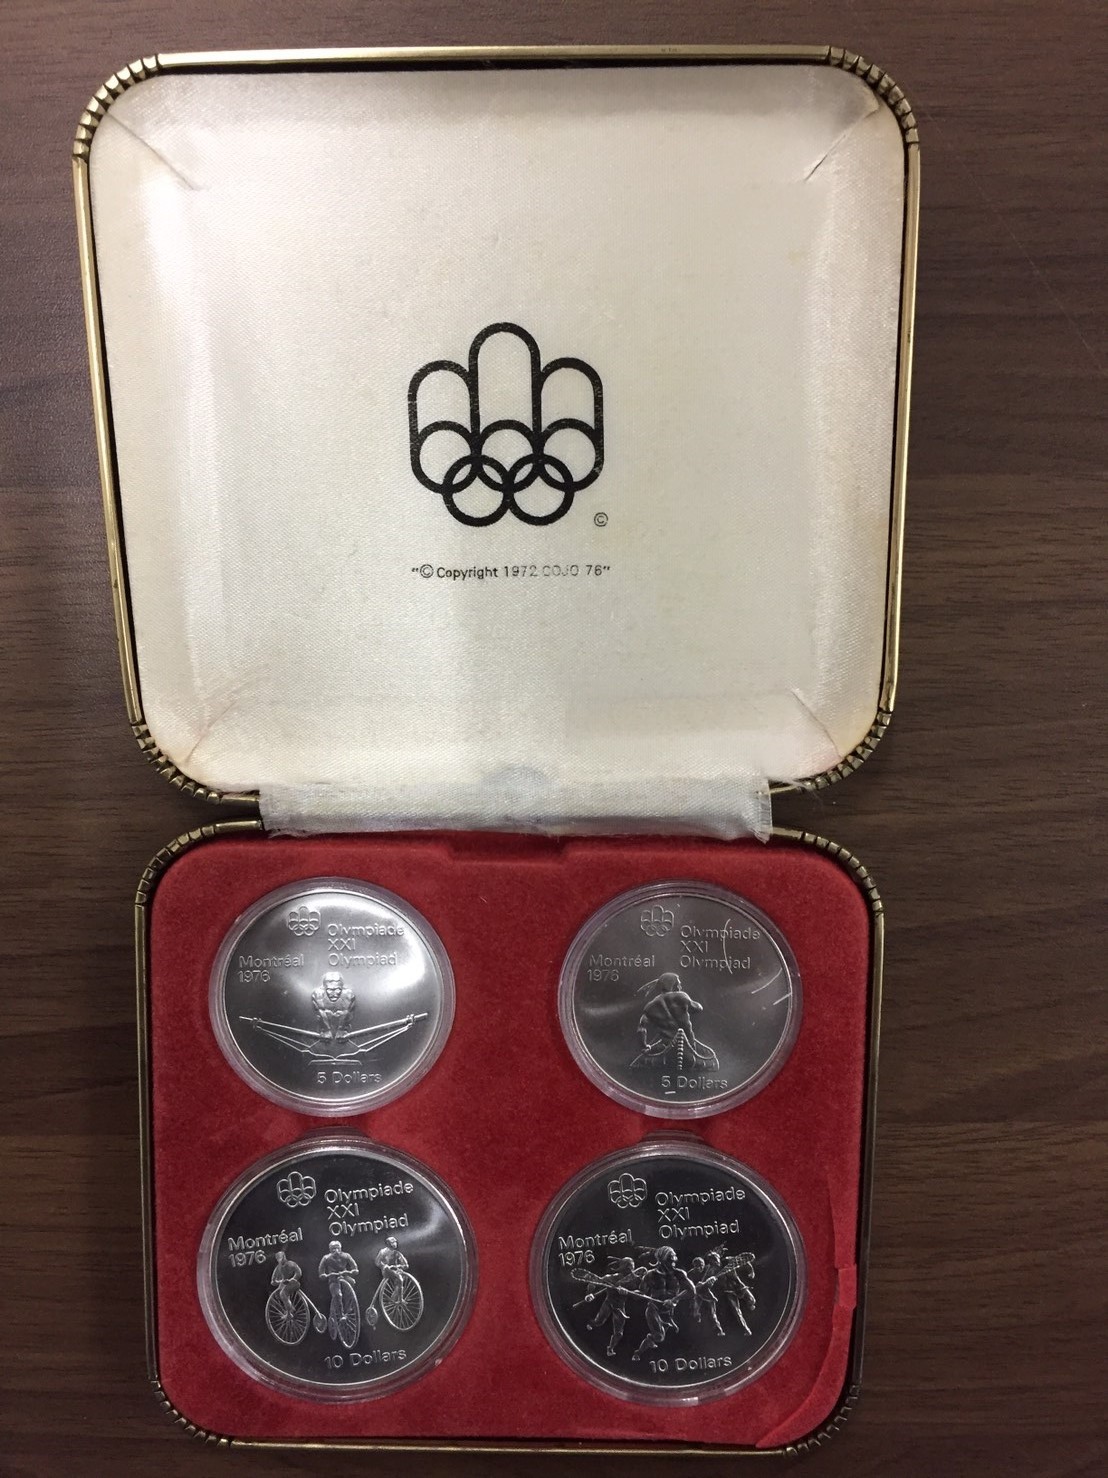 ©
"© Copyright 1972 COJO 76"
Olympiade
XXI
Olympiad
Montréal
1976
5 Dollars
Olympiade
XXI
Olympiad
Montréal
1976
5 Dollars
Olympiade
XXI
Olympiad
Montréal
1976
10 Dollars
Olympiade
XXI
Olympiad
Montréal
1976
10 Dollars